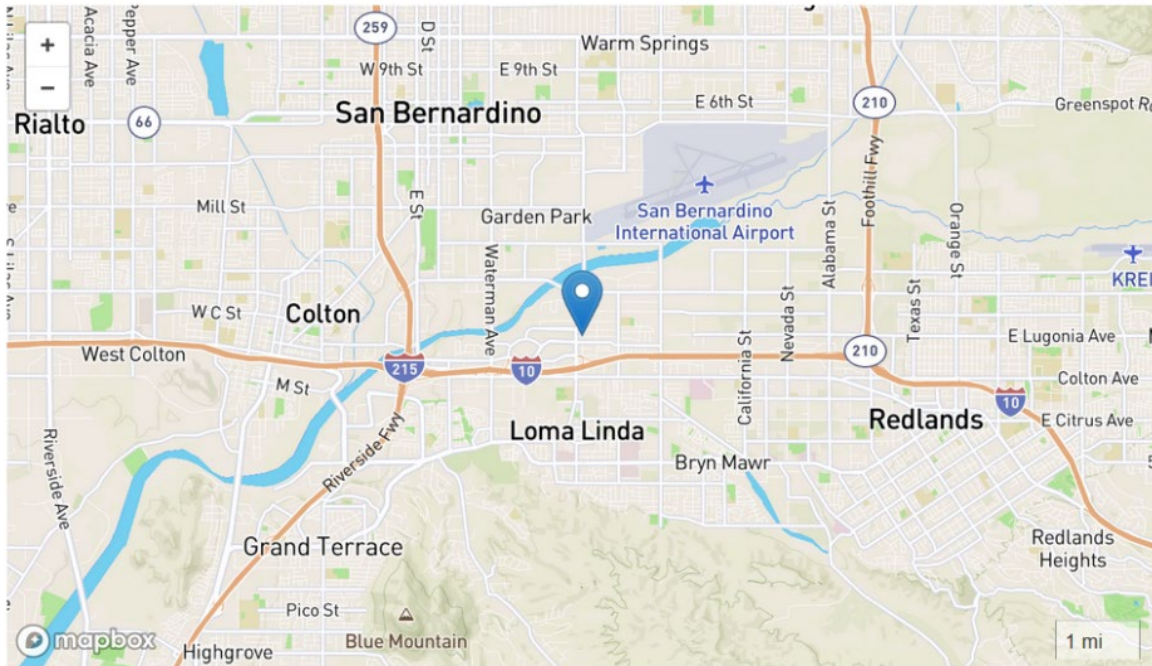 +
259
D St
Warm Springs
Acacia Ave
Pepper Ave
−
W 9th St
E 9th St
E 6th St
210
Greenspot
San Bernardino
Rialto
66
Foothill Fwy
E St
Mill St
Garden Park
San Bernardino
International Airport
Alabama St
Orange St
Waterman Ave
Nevada St
Texas St
W C St
Colton
E Lugonia Ave
West Colton
215
10
210
California St
Colton Ave
M St
10
E Citrus Ave
Redlands
Loma Linda
Riverside Fwy
Bryn Mawr
Riverside Ave
Grand Terrace
Redlands
Heights
Pico St
Blue Mountain
mapbox
Highgrove
1 mi